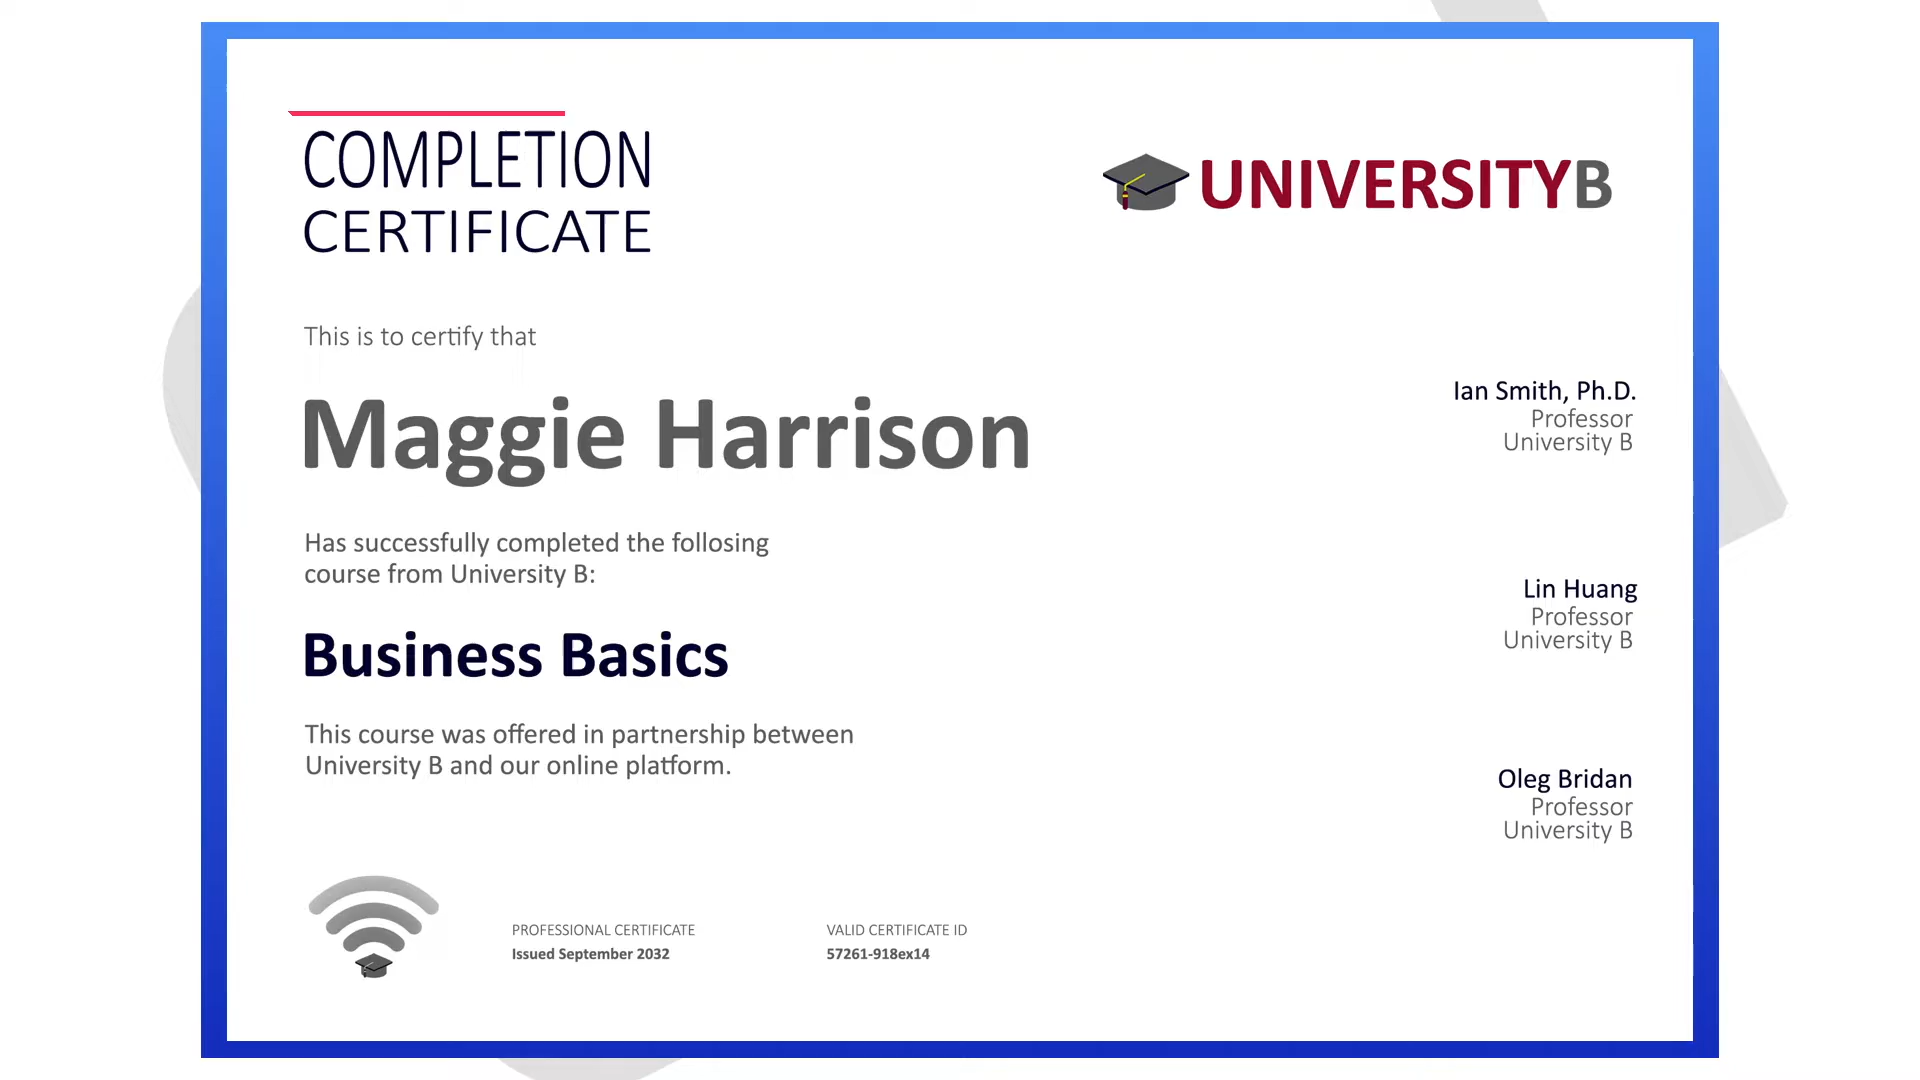 COMPLETION
CERTIFICATE
UNIVERSITYB
This is to certify that
Maggie Harrison
Has successfully completed the follosing
course from University B:
Business Basics
This course was offered in partnership between
University B and our online platform.
Ian Smith, Ph.D.
Professor
University B
Lin Huang
Professor
University B
Oleg Bridan
Professor
University B
PROFESSIONAL CERTIFICATE
Issued September 2032
VALID CERTIFICATE ID
57261-918ex14